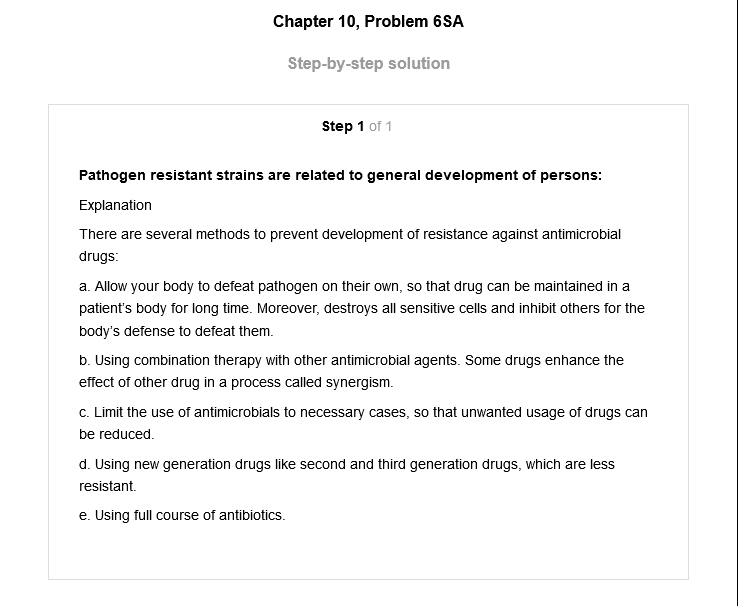 Chapter 10, Problem 6SA
Step-by-step solution
Step 1 of 1
Pathogen resistant strains are related to general development of persons:
Explanation
There are several methods to prevent development of resistance against antimicrobial
drugs:
a. Allow your body to defeat pathogen on their own, so that drug can be maintained in a
patient's body for long time. Moreover, destroys all sensitive cells and inhibit others for the
body's defense to defeat them.
b. Using combination therapy with other antimicrobial agents. Some drugs enhance the
effect of other drug in a process called synergism.
c. Limit the use of antimicrobials to necessary cases, so that unwanted usage of drugs can
be reduced.
d. Using new generation drugs like second and third generation drugs, which are less
resistant.
e. Using full course of antibiotics.